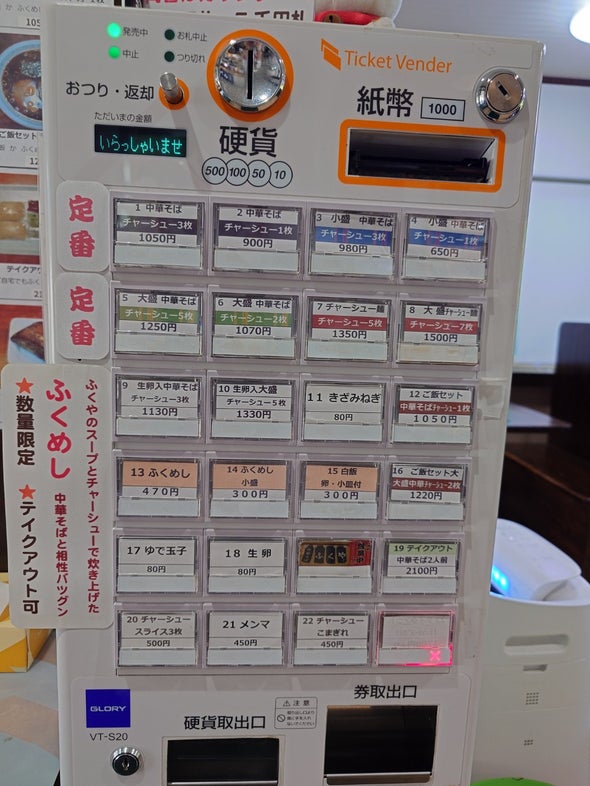 発売中
お札中止
中止
つり切れ
おつり・返却
ただいまの金額
いらっしゃいませ
硬貨
500 100 50 10
Ticket Vender
紙幣 1000
定番
1 中華そば
チャーシュー3枚
1050円
2 中華そば
チャーシュー1枚
900円
3 小盛 中華そば
チャーシュー3枚
980円
4 小盛 中華そば
チャーシュー1枚
650円
定番
5 大盛 中華そば
チャーシュー5枚
1250円
6 大盛 中華そば
チャーシュー2枚
1070円
7 チャーシュー麺
チャーシュー5枚
1350円
8 大盛チャーシュー麺
チャーシュー7枚
1500円
9 生卵入中華そば
チャーシュー3枚
1130円
10 生卵入大盛
チャーシュー5枚
1330円
11 きざみねぎ
80円
12 ご飯セット
中華そばチャーシュー1枚
1050円
13 ふくめし
470円
14 ふくめし
小盛
300円
15 白飯
卵・小皿付
300円
16 ご飯セット大
大盛中華チャーシュー2枚
1220円
17 ゆで玉子
80円
18 生卵
80円
ふくや
19 テイクアウト
中華そば2人前
2100円
20 チャーシュー
スライス3枚
500円
21 メンマ
450円
22 チャーシュー
こまぎれ
450円
ふくやのスープとチャーシューで炊き上げた
ふくめし 中華そばと相性バツグン
★数量限定 ★テイクアウト可
GLORY
VT-S20
硬貨取出口
注意
券取出口
ご飯セット
テイクアウ